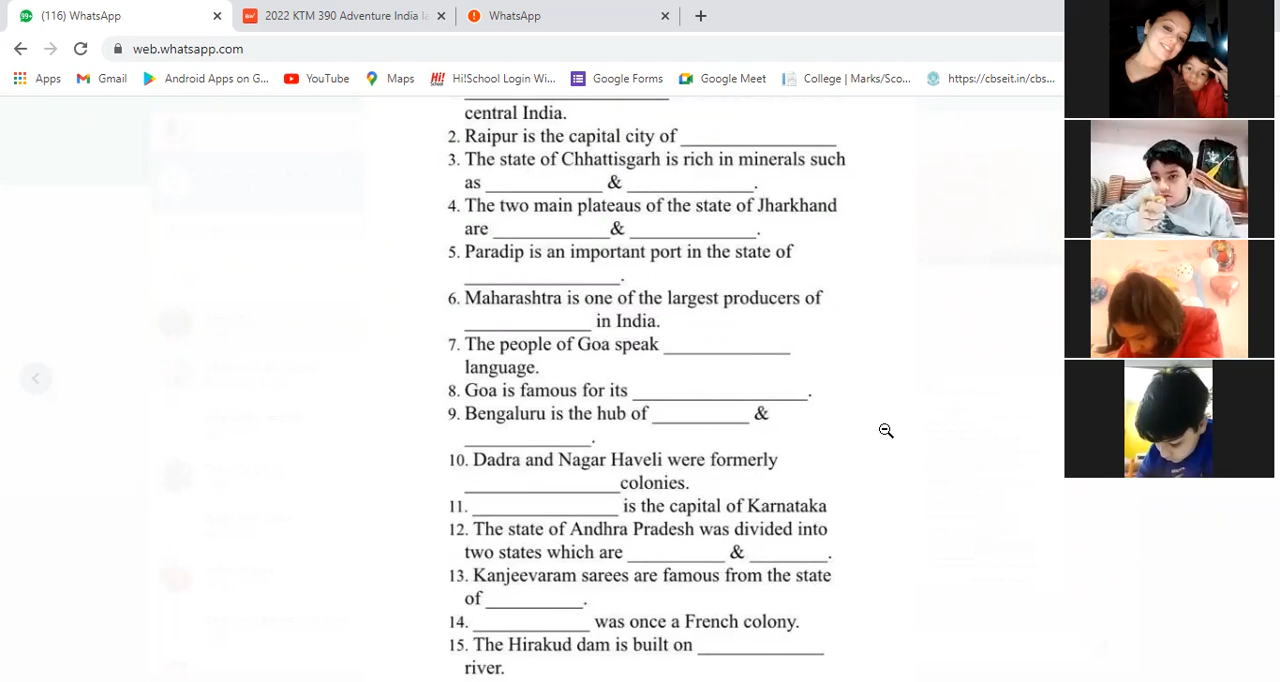 (116) WhatsApp
2022 KTM 390 Adventure India la
WhatsApp
web.whatsapp.com
Apps
Gmail
Android Apps on G...
YouTube
Maps
Hi! Hi!School Login Wi...
Google Forms
Google Meet
College | Marks/Sco...
https://cbseit.in/cbs...
central India.
2. Raipur is the capital city of ________________
3. The state of Chhattisgarh is rich in minerals such
as ____________ & _____________.
4. The two main plateaus of the state of Jharkhand
are ____________& _____________.
5. Paradip is an important port in the state of
________________.
6. Maharashtra is one of the largest producers of
_____________ in India.
7. The people of Goa speak _____________
language.
8. Goa is famous for its __________________.
9. Bengaluru is the hub of __________ &
_____________.
10. Dadra and Nagar Haveli were formerly
________________colonies.
11. _______________ is the capital of Karnataka
12. The state of Andhra Pradesh was divided into
two states which are __________ & ________.
13. Kanjeevaram sarees are famous from the state
of __________.
14. ____________ was once a French colony.
15. The Hirakud dam is built on _____________
river.